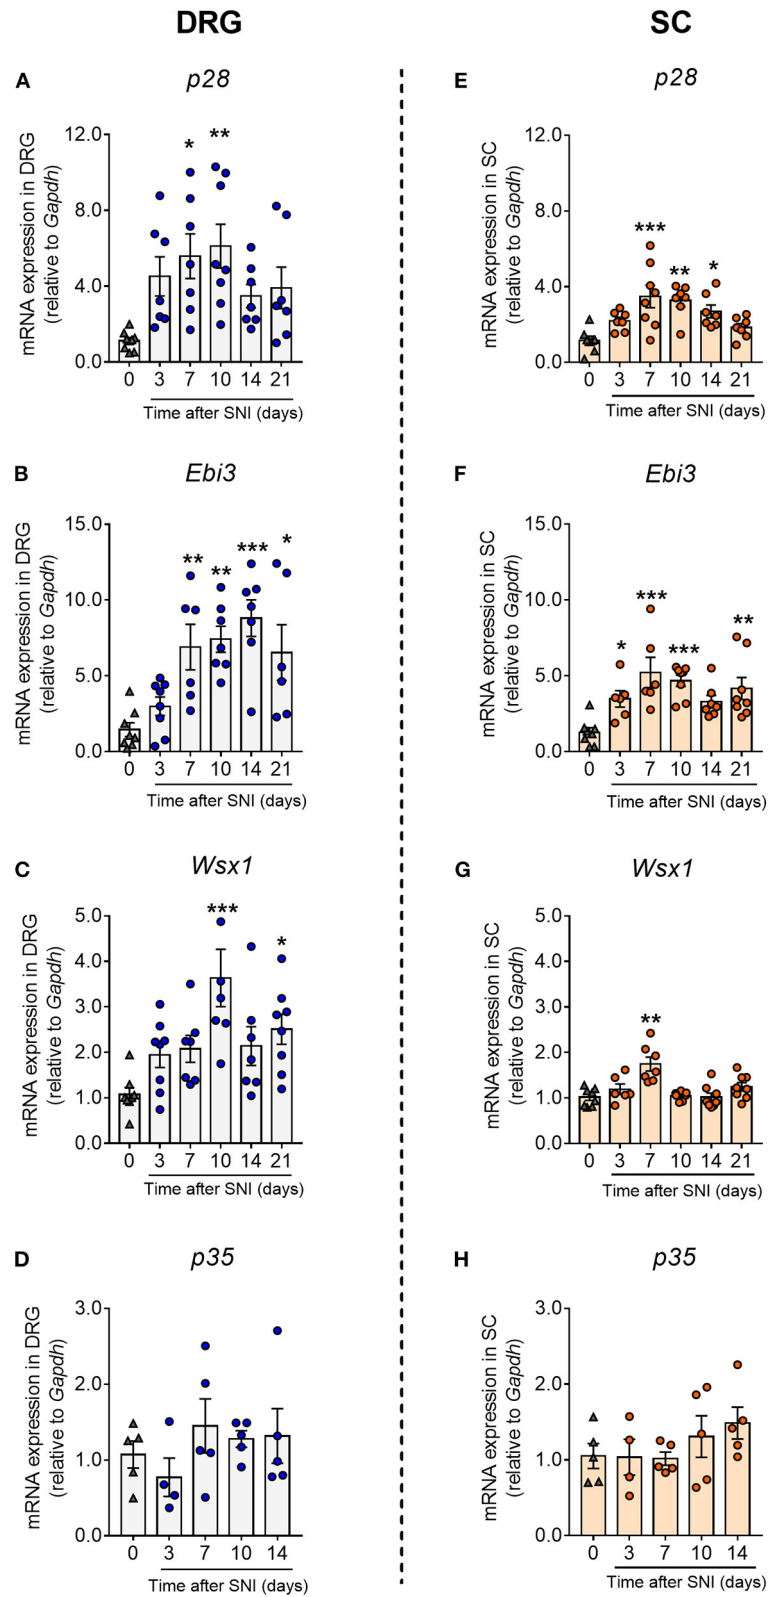 DRG
SC
A
p28
mRNA expression in DRG
(relative to Gapdh)
12.0
8.0
4.0
0.0
* **
0 3 7 10 14 21
Time after SNI (days)
E
p28
mRNA expression in SC
(relative to Gapdh)
12.0
8.0
4.0
0.0
*** ** *
0 3 7 10 14 21
Time after SNI (days)
B
Ebi3
mRNA expression in DRG
(relative to Gapdh)
15.0
10.0
5.0
0.0
** ** *** *
0 3 7 10 14 21
Time after SNI (days)
F
Ebi3
mRNA expression in SC
(relative to Gapdh)
15.0
10.0
5.0
0.0
* *** *** **
0 3 7 10 14 21
Time after SNI (days)
C
Wsx1
mRNA expression in DRG
(relative to Gapdh)
5.0
4.0
3.0
2.0
1.0
0.0
*** *
0 3 7 10 14 21
Time after SNI (days)
G
Wsx1
mRNA expression in SC
(relative to Gapdh)
5.0
4.0
3.0
2.0
1.0
0.0
**
0 3 7 10 14 21
Time after SNI (days)
D
p35
mRNA expression in DRG
(relative to Gapdh)
3.0
2.0
1.0
0.0
0 3 7 10 14
Time after SNI (days)
H
p35
mRNA expression in SC
(relative to Gapdh)
3.0
2.0
1.0
0.0
0 3 7 10 14
Time after SNI (days)